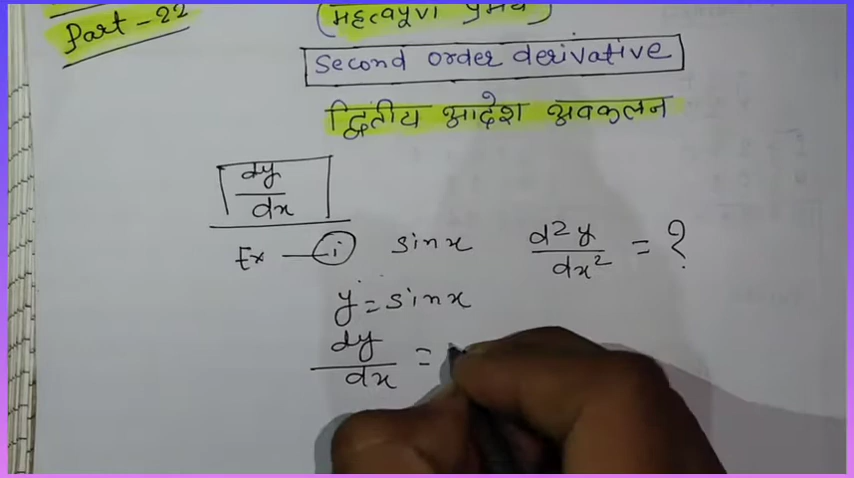 Part - 22
Second order derivative
द्वितीय आदेश अवकलन
dy
dx
Ex - i sinx d²y/dx² = ?
y = sinx
dy/dx =